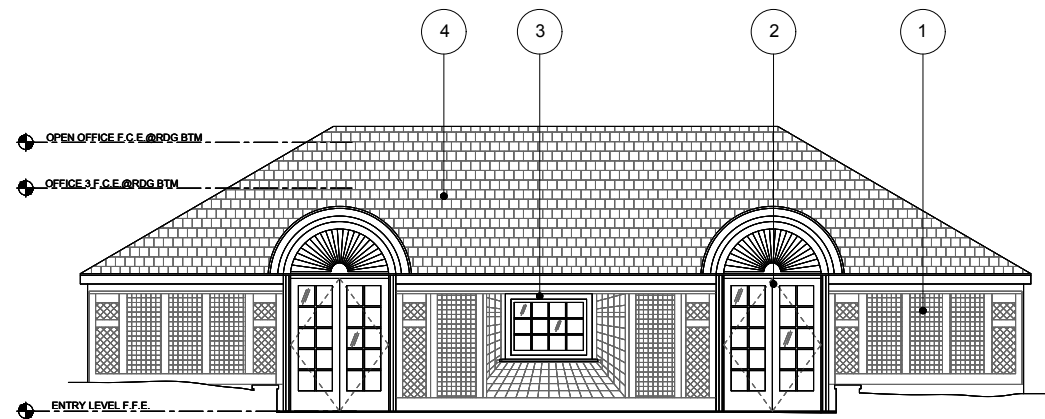 4 3 2 1
OPEN OFFICE F.C.E.@RDG BTM
OFFICE 3 F.C.E.@RDG BTM
ENTRY LEVEL F.F.E.